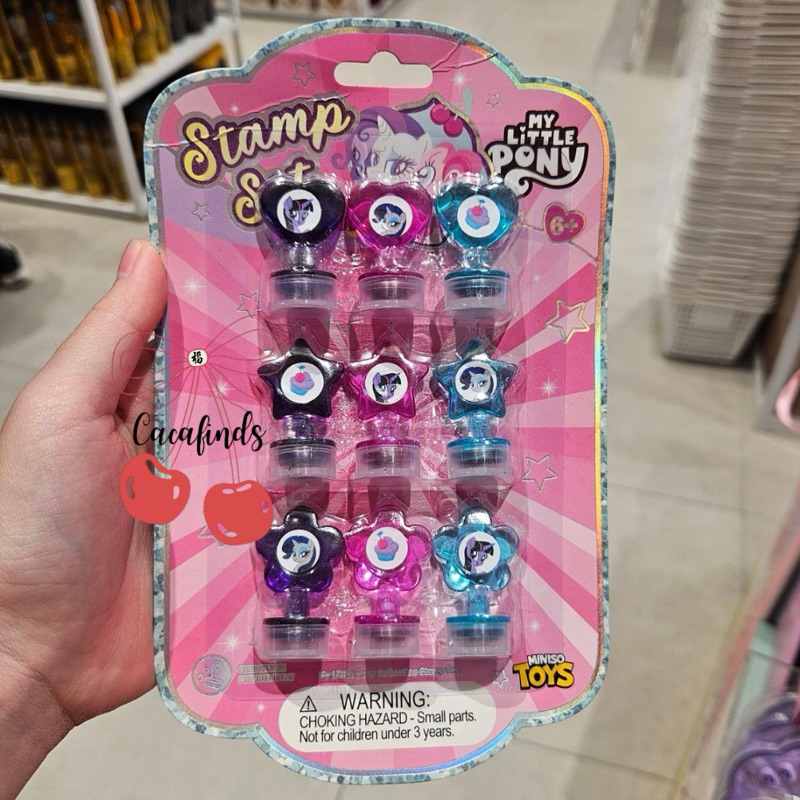 Stamp
Set
MY
LITTLE
PONY
6+
福
Cacafinds
MINISO
TOYS
WARNING:
CHOKING HAZARD - Small parts.
Not for children under 3 years.